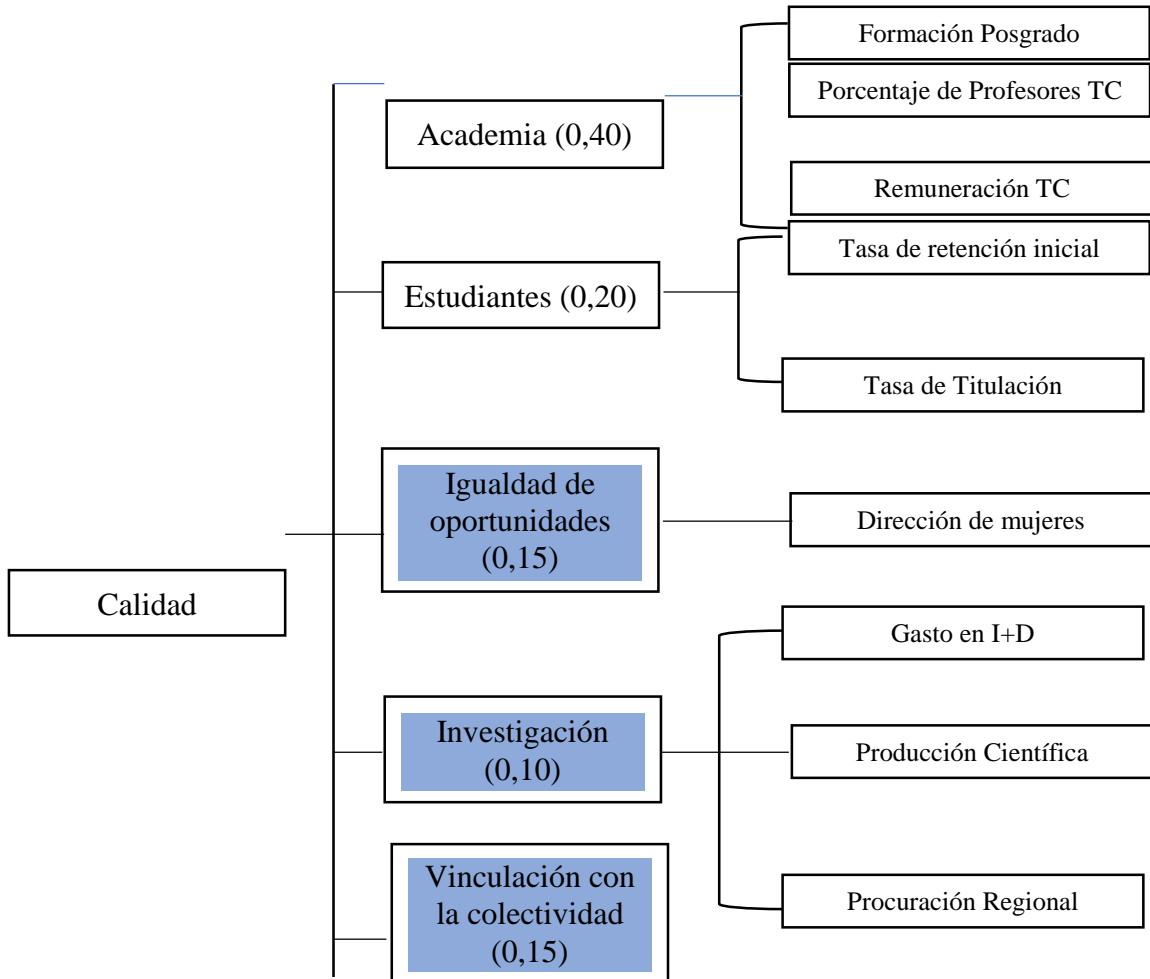 Formación Posgrado
Porcentaje de Profesores TC
Academia (0,40)
Remuneración TC
Tasa de retención inicial
Estudiantes (0,20)
Tasa de Titulación
Igualdad de
oportunidades
(0,15)
Dirección de mujeres
Calidad
Gasto en I+D
Investigación
(0,10)
Producción Científica
Vinculación con
la colectividad
(0,15)
Procuración Regional